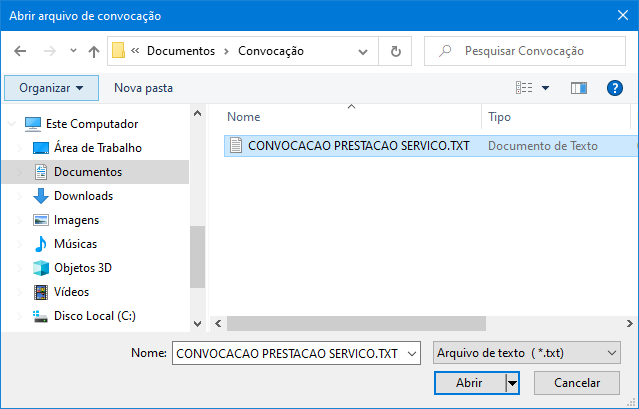 Abrir arquivo de convocação
« Documentos > Convocação
Pesquisar Convocação
Organizar
Nova pasta
?
Este Computador
Área de Trabalho
Documentos
Downloads
Imagens
Músicas
Objetos 3D
Vídeos
Disco Local (C:)
Nome Tipo
CONVOCACAO PRESTACAO SERVICO.TXT Documento de Texto
Nome: CONVOCACAO PRESTACAO SERVICO.TXT Arquivo de texto ( *.txt)
Abrir Cancelar